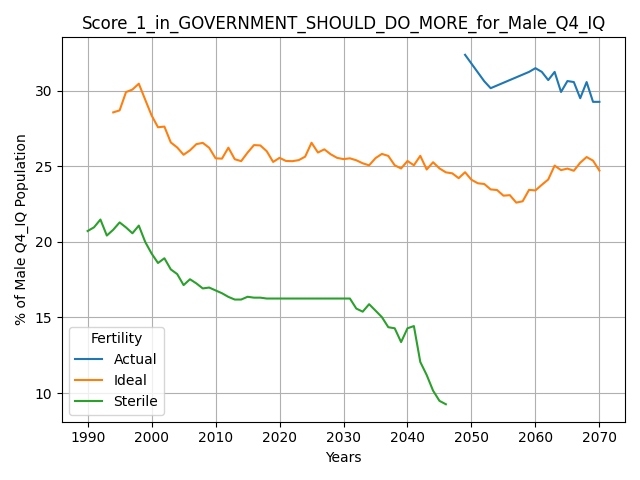 Score_1_in_GOVERNMENT_SHOULD_DO_MORE_for_Male_Q4_IQ
% of Male Q4_IQ Population
30
25
20
15
10
Fertility
Actual
Ideal
Sterile
1990 2000 2010 2020 2030 2040 2050 2060 2070
Years